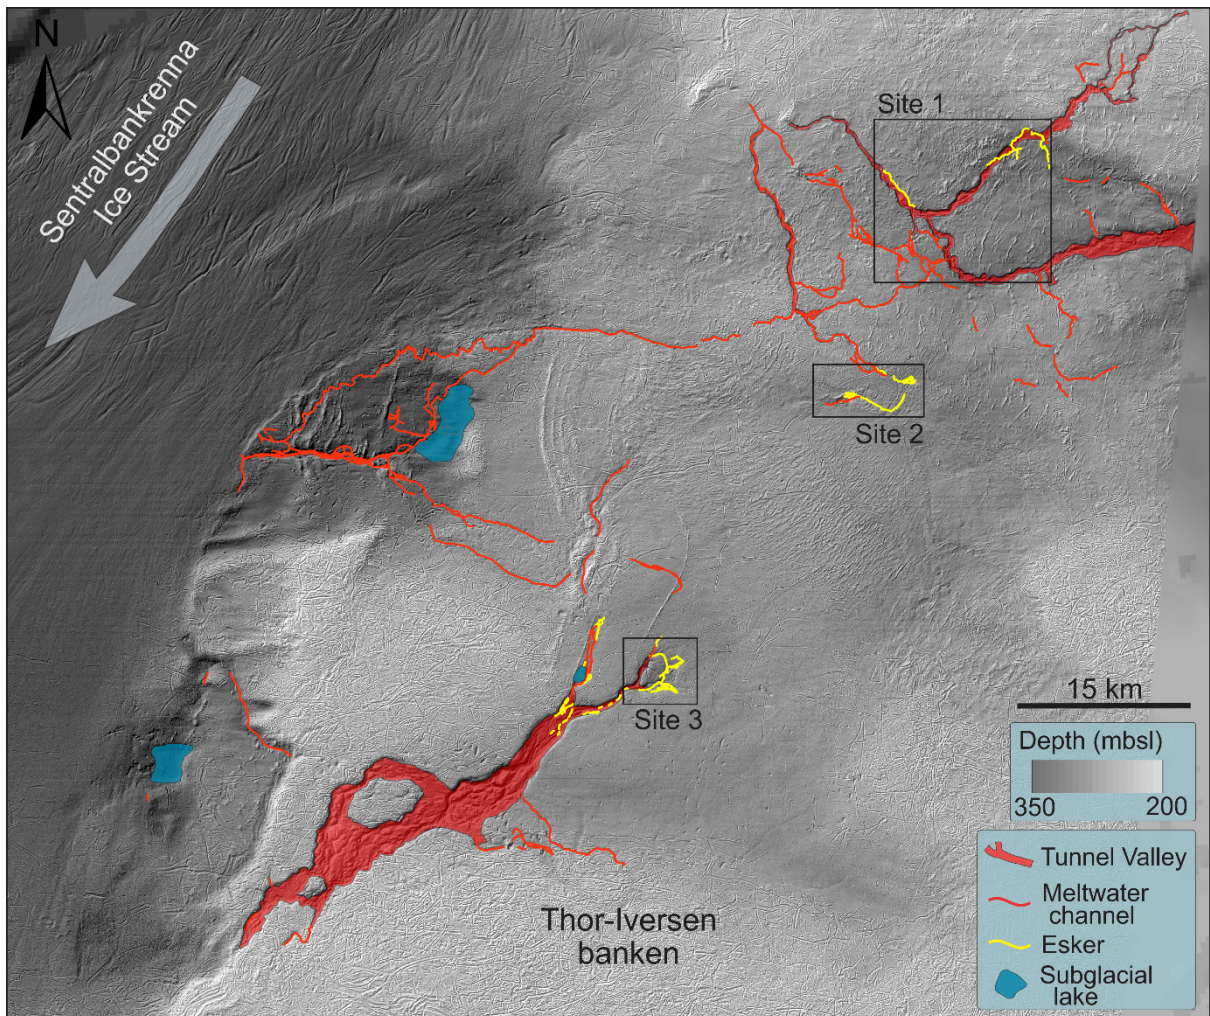 N
Sentralbankrenna
Ice Stream
Site 1
Site 2
Site 3
15 km
Depth (mbsl)
350 200
Tunnel Valley
Meltwater
channel
Esker
Subglacial
lake
Thor-Iversen
banken